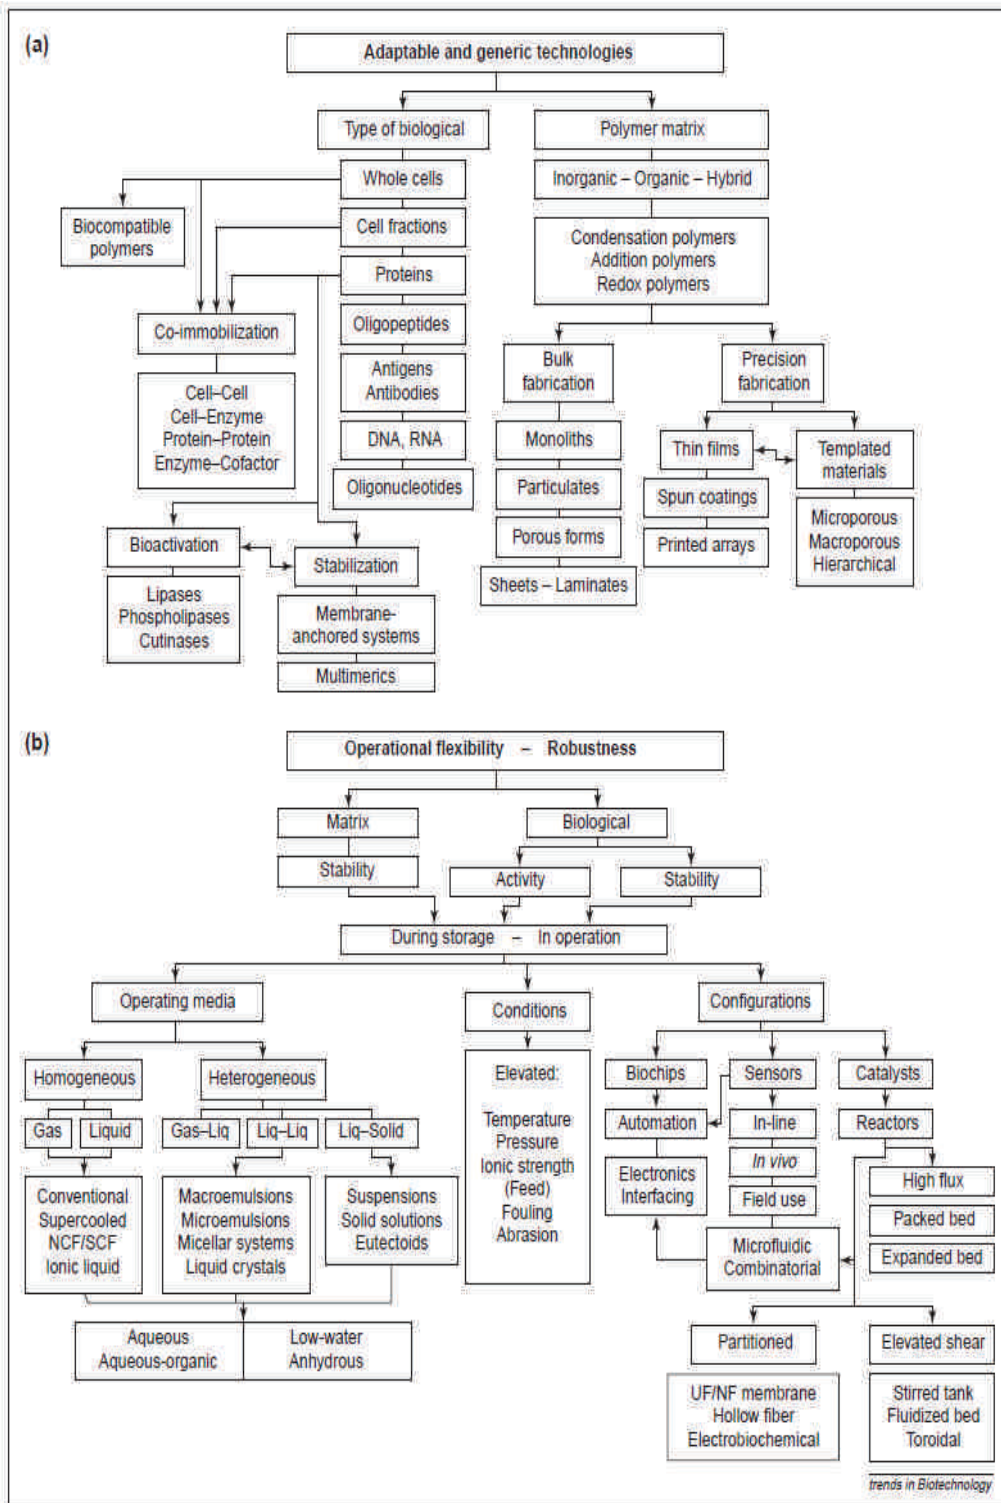 (a)
Adaptable and generic technologies
Type of biological
Polymer matrix
Whole cells
Inorganic – Organic – Hybrid
Biocompatible
polymers
Cell fractions
Condensation polymers
Addition polymers
Redox polymers
Proteins
Co-immobilization
Oligopeptides
Cell–Cell
Cell–Enzyme
Protein–Protein
Enzyme–Cofactor
Antigens
Antibodies
DNA, RNA
Oligonucleotides
Bulk
fabrication
Precision
fabrication
Monoliths
Particulates
Porous forms
Sheets – Laminates
Thin films
Spun coatings
Printed arrays
Templated
materials
Microporous
Macroporous
Hierarchical
Bioactivation
Lipases
Phospholipases
Cutinases
Stabilization
Membrane-
anchored systems
Multimerics
(b)
Operational flexibility – Robustness
Matrix
Biological
Stability
Activity
Stability
During storage – In operation
Operating media
Conditions
Configurations
Homogeneous
Heterogeneous
Gas
Liquid
Gas–Liq
Liq–Liq
Liq–Solid
Conventional
Supercooled
NCF/SCF
Ionic liquid
Macroemulsions
Microemulsions
Micellar systems
Liquid crystals
Suspensions
Solid solutions
Eutectoids
Aqueous
Aqueous-organic
Low-water
Anhydrous
Elevated:
Temperature
Pressure
Ionic strength
(Feed)
Fouling
Abrasion
Biochips
Sensors
Catalysts
Automation
In-line
Reactors
Electronics
Interfacing
In vivo
Field use
Microfluidic
Combinatorial
High flux
Packed bed
Expanded bed
Partitioned
Elevated shear
UF/NF membrane
Hollow fiber
Electrobiochemical
Stirred tank
Fluidized bed
Toroidal
trends in Biotechnology